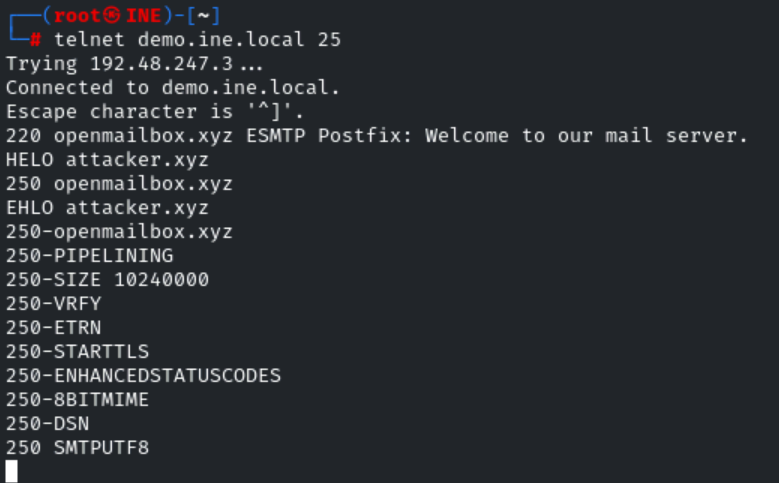 ┌──(root㉿INE)-[~]
└─# telnet demo.ine.local 25
Trying 192.48.247.3...
Connected to demo.ine.local.
Escape character is '^]'.
220 openmailbox.xyz ESMTP Postfix: Welcome to our mail server.
HELO attacker.xyz
250 openmailbox.xyz
EHLO attacker.xyz
250-openmailbox.xyz
250-PIPELINING
250-SIZE 10240000
250-VRFY
250-ETRN
250-STARTTLS
250-ENHANCEDSTATUSCODES
250-8BITMIME
250-DSN
250 SMTPUTF8